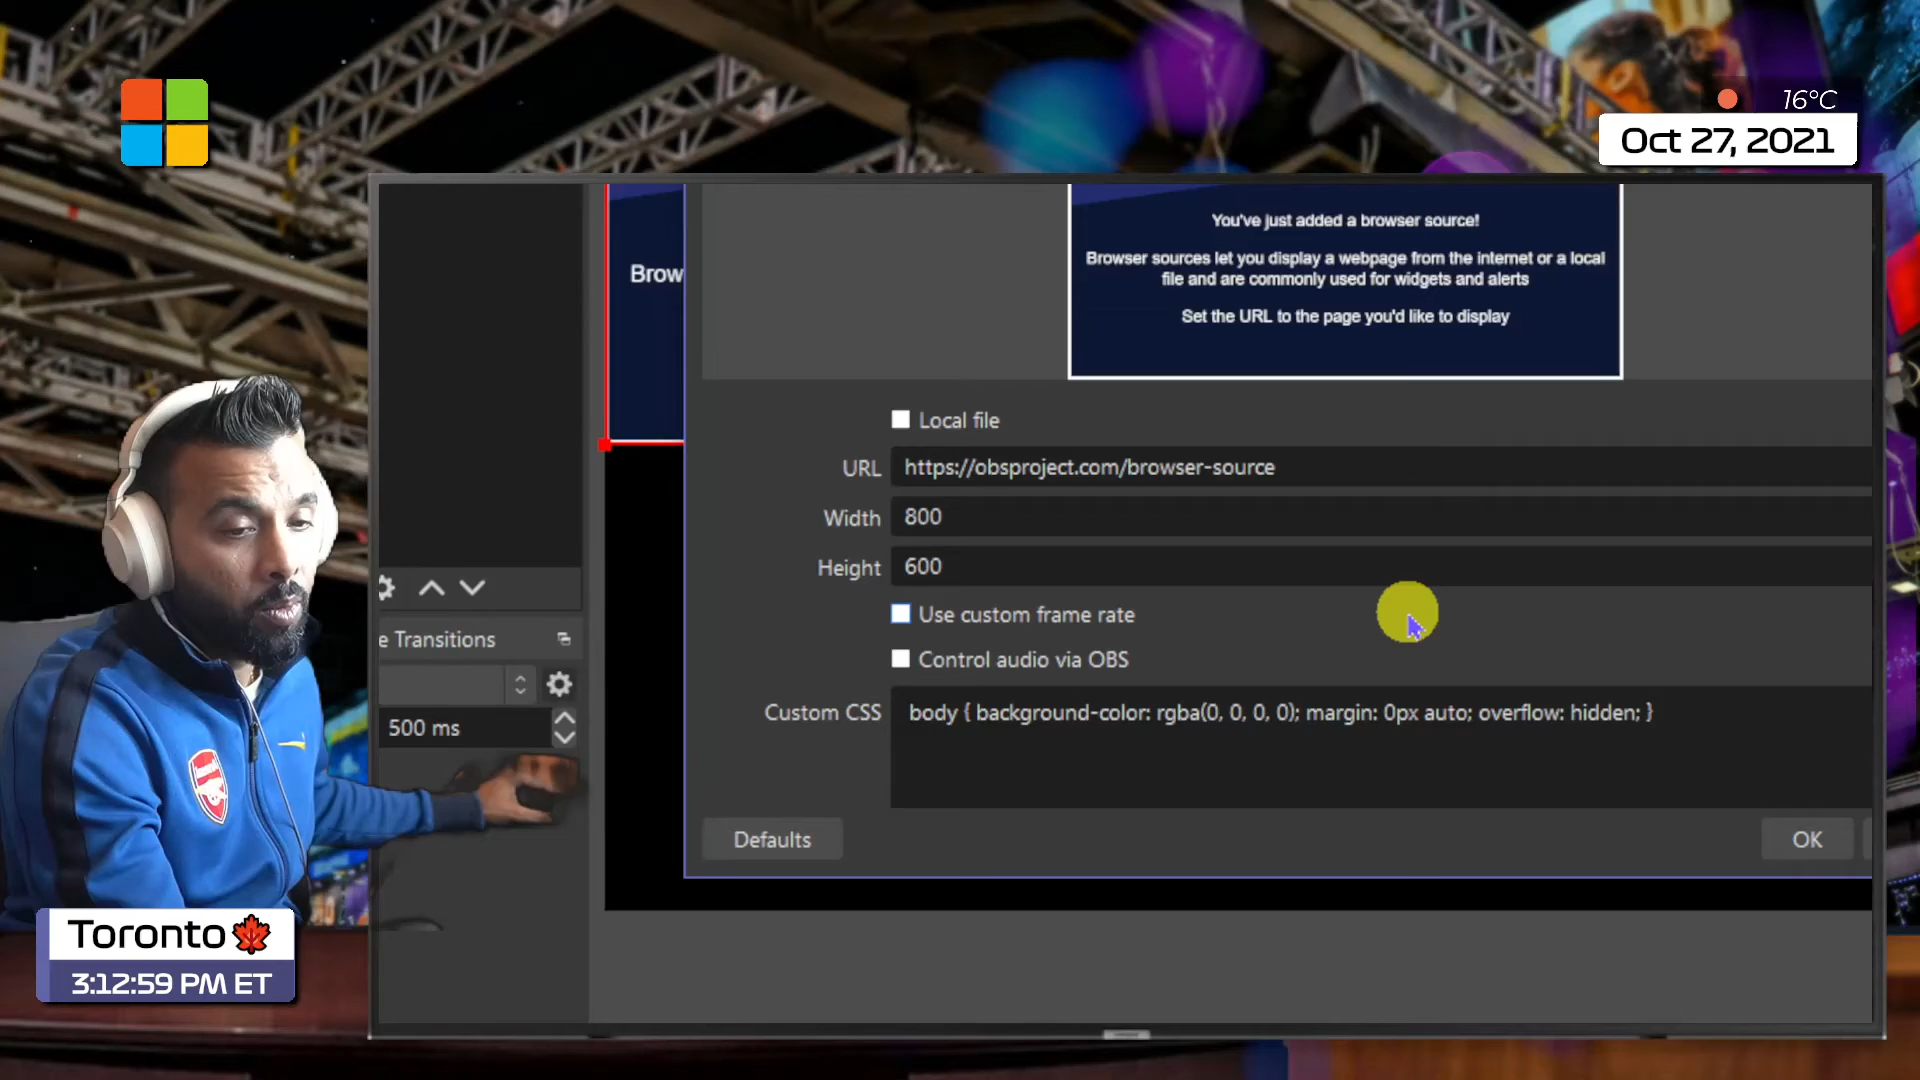 16°C
Oct 27, 2021
You've just added a browser source!
Browser sources let you display a webpage from the internet or a local
file and are commonly used for widgets and alerts
Set the URL to the page you'd like to display
Brow
Local file
URL https://obsproject.com/browser-source
Width 800
Height 600
Use custom frame rate
Control audio via OBS
Custom CSS body { background-color: rgba(0, 0, 0, 0); margin: 0px auto; overflow: hidden; }
Defaults
OK
e Transitions
500 ms
Toronto
3:12:59 PM ET